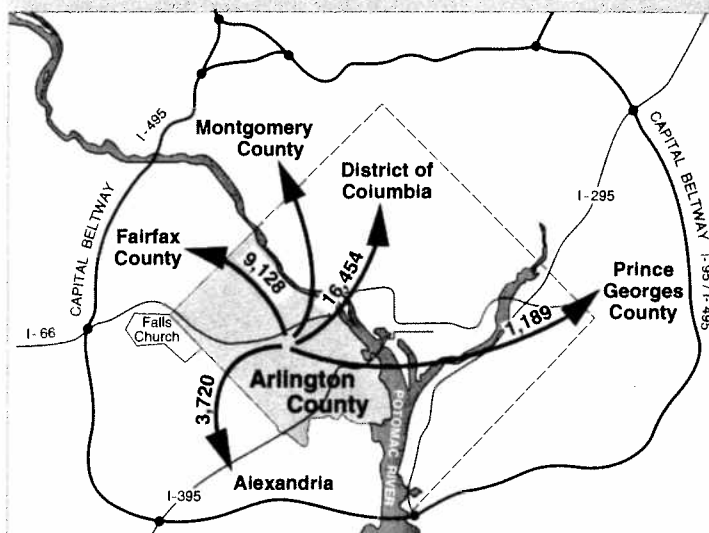 I-495
Montgomery
County
District of
Columbia
CAPITAL BELTWAY
I-295
CAPITAL BELTWAY I-95 / I-495
Fairfax
County
9,128
16,454
Prince
Georges
County
1,189
I-66
Falls
Church
Arlington
County
3,720
POTOMAC RIVER
Alexandria
I-395